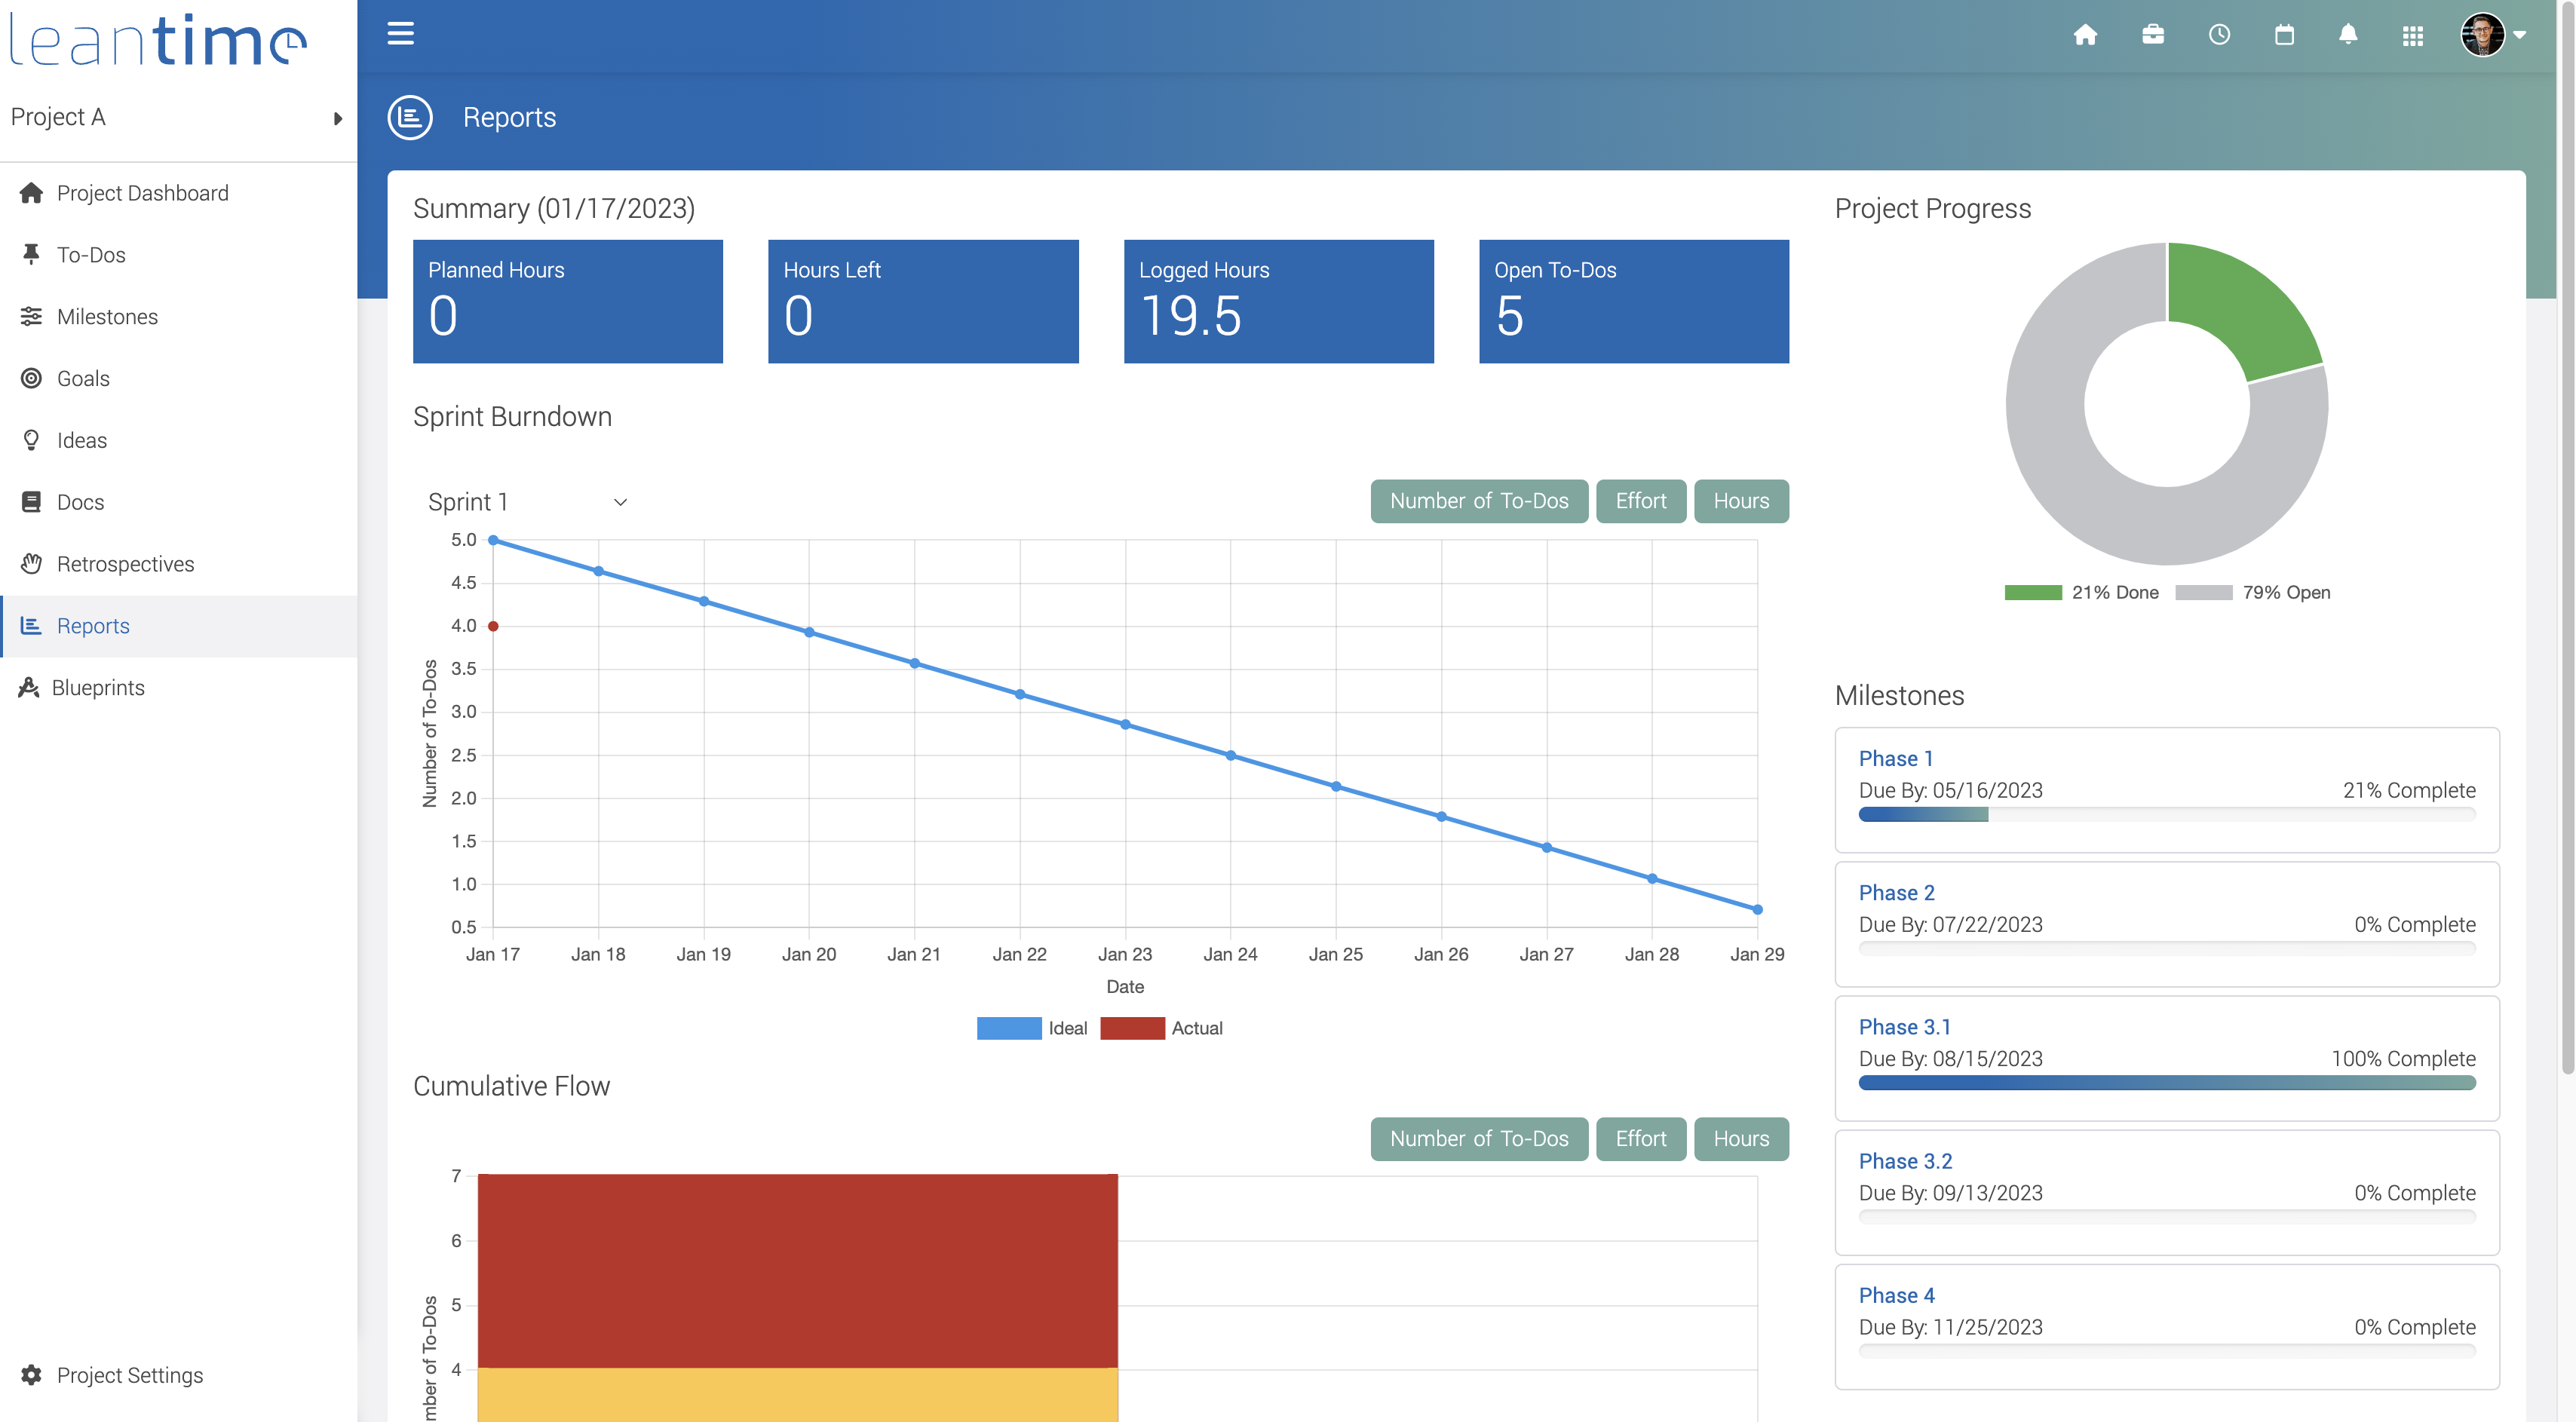 leantime
Project A
Project Dashboard
To-Dos
Milestones
Goals
Ideas
Docs
Retrospectives
Reports
Blueprints
Project Settings
Reports
Summary (01/17/2023)
Planned Hours
0
Hours Left
0
Logged Hours
19.5
Open To-Dos
5
Sprint Burndown
Sprint 1
Number of To-Dos
Effort
Hours
Number of To-Dos
5.0
4.5
4.0
3.5
3.0
2.5
2.0
1.5
1.0
0.5
Jan 17
Jan 18
Jan 19
Jan 20
Jan 21
Jan 22
Jan 23
Jan 24
Jan 25
Jan 26
Jan 27
Jan 28
Jan 29
Date
Ideal
Actual
Cumulative Flow
Number of To-Dos
Effort
Hours
mber of To-Dos
7
6
5
4
Project Progress
21% Done
79% Open
Milestones
Phase 1
Due By: 05/16/2023
21% Complete
Phase 2
Due By: 07/22/2023
0% Complete
Phase 3.1
Due By: 08/15/2023
100% Complete
Phase 3.2
Due By: 09/13/2023
0% Complete
Phase 4
Due By: 11/25/2023
0% Complete